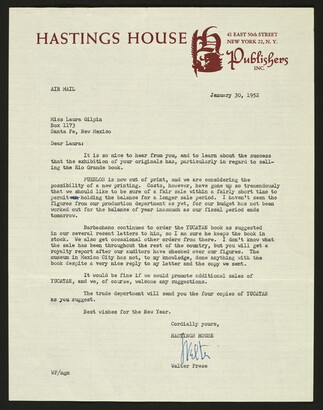 HASTINGS HOUSE
41 EAST 50th STREET
NEW YORK 22, N. Y.
Publishers
INC.
AIR MAIL
January 30, 1952
Miss Laura Gilpin
Box 1173
Santa Fe, New Mexico
Dear Laura:
It is so nice to hear from you, and to learn about the success
that the exhibition of your originals has, particularly in regard to sell-
ing the Rio Grande book.
PUEBLOS is now out of print, and we are considering the
possibility of a new printing. Costs, however, have gone up so tremendously
that we should like to be sure of a fair sale within a fairly short time to
permit holding the balance for a longer sale period. I haven't seen the
figures from our production department as yet, for our budget has not been
worked out for the balance of year inasmuch as our fiscal period ends
tomorrow.
Barbachano continues to order the YUCATAN book as suggested
in our several recent letters to him, so I am sure he keeps the book in
stock. We also get occasional other orders from there. I don't know what
the sale has been throughout the rest of the country, but you will get a
royalty report after our auditors have checked over our figures. The
museum in Mexico City has not, to my knowledge, done anything with the
book despite a very nice reply to my letter and the copy we sent.
It would be fine if we could promote additional sales of
YUCATAN, and we, of course, welcome any suggestions.
The trade department will send you the four copies of YUCATAN
as you suggest.
Best wishes for the New Year.
Cordially yours,
HASTINGS HOUSE
Walter
Walter Frese
WF/mgm